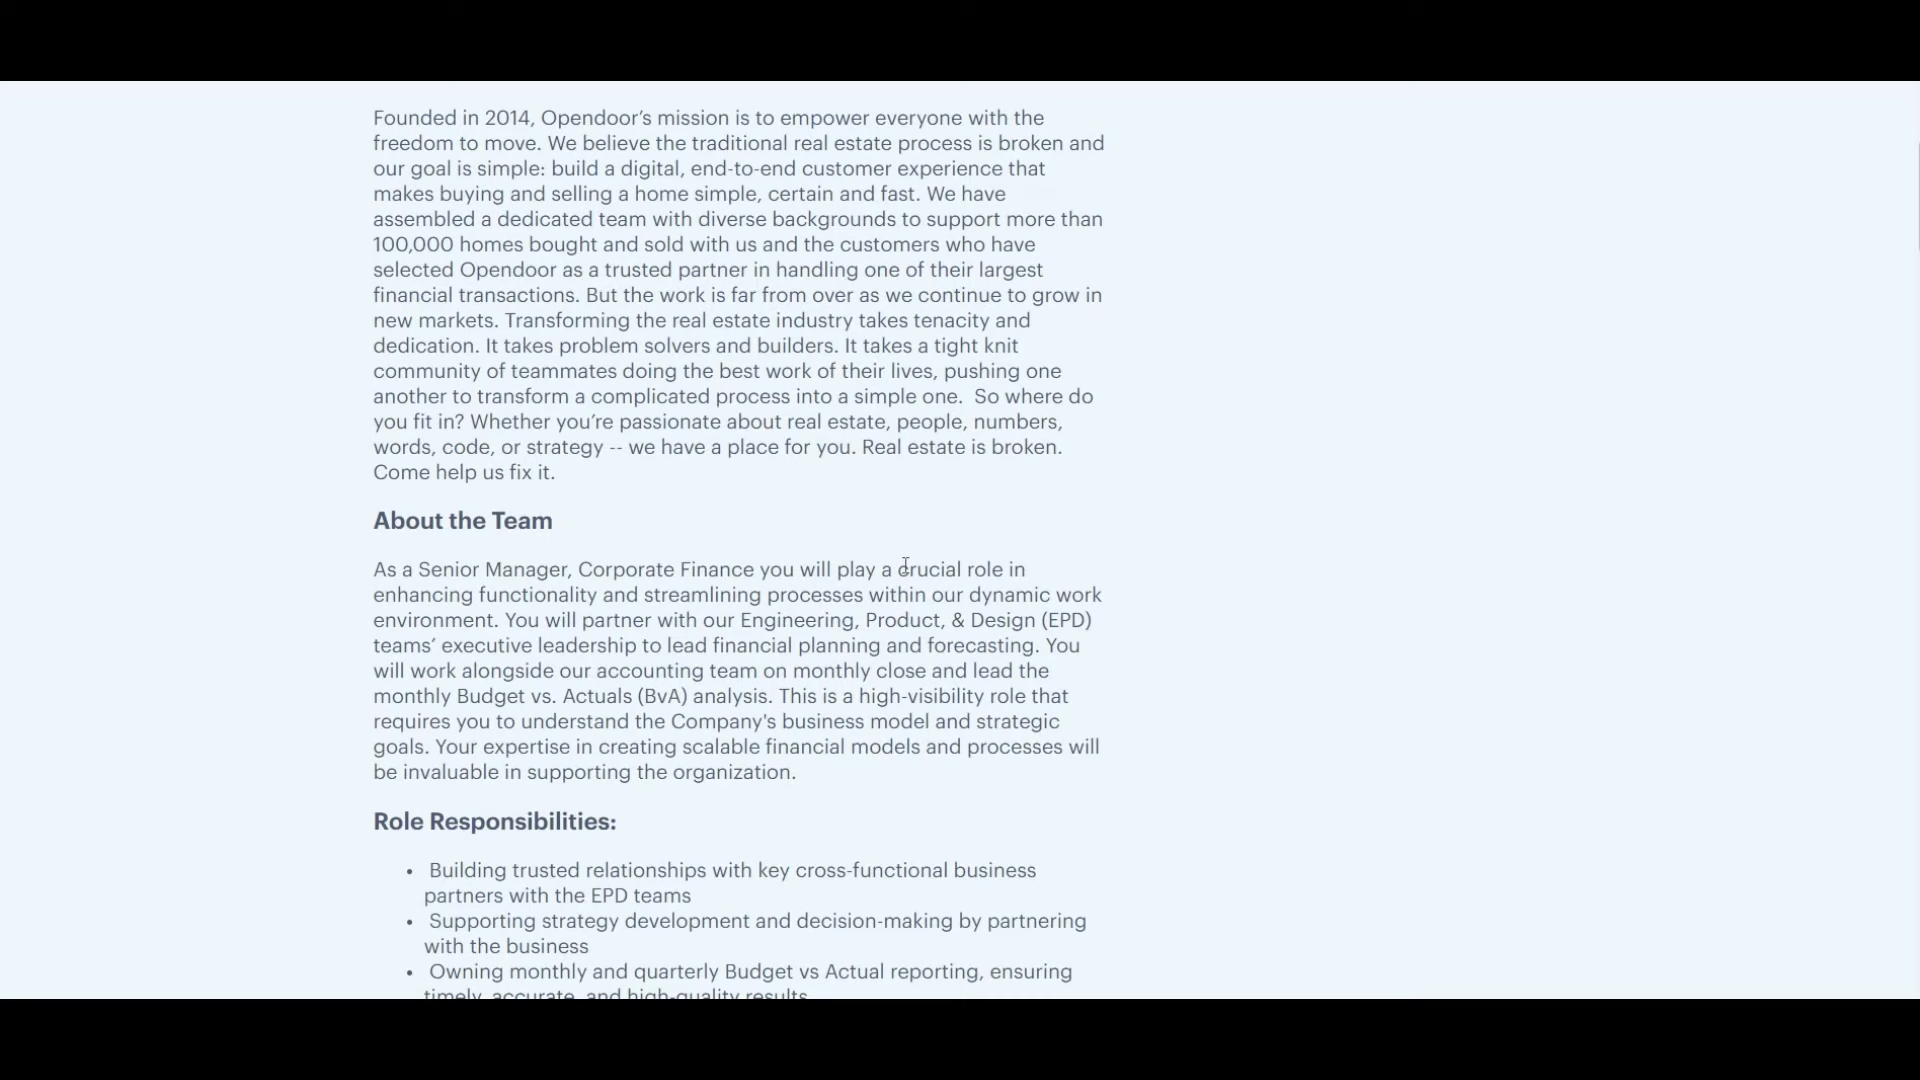 Founded in 2014, Opendoor’s mission is to empower everyone with the
freedom to move. We believe the traditional real estate process is broken and
our goal is simple: build a digital, end-to-end customer experience that
makes buying and selling a home simple, certain and fast. We have
assembled a dedicated team with diverse backgrounds to support more than
100,000 homes bought and sold with us and the customers who have
selected Opendoor as a trusted partner in handling one of their largest
financial transactions. But the work is far from over as we continue to grow in
new markets. Transforming the real estate industry takes tenacity and
dedication. It takes problem solvers and builders. It takes a tight knit
community of teammates doing the best work of their lives, pushing one
another to transform a complicated process into a simple one.  So where do
you fit in? Whether you’re passionate about real estate, people, numbers,
words, code, or strategy -- we have a place for you. Real estate is broken.
Come help us fix it.
About the Team
As a Senior Manager, Corporate Finance you will play a crucial role in
enhancing functionality and streamlining processes within our dynamic work
environment. You will partner with our Engineering, Product, & Design (EPD)
teams’ executive leadership to lead financial planning and forecasting. You
will work alongside our accounting team on monthly close and lead the
monthly Budget vs. Actuals (BvA) analysis. This is a high-visibility role that
requires you to understand the Company's business model and strategic
goals. Your expertise in creating scalable financial models and processes will
be invaluable in supporting the organization.
Role Responsibilities:
• Building trusted relationships with key cross-functional business
partners with the EPD teams
• Supporting strategy development and decision-making by partnering
with the business
• Owning monthly and quarterly Budget vs Actual reporting, ensuring
timely, accurate, and high-quality results